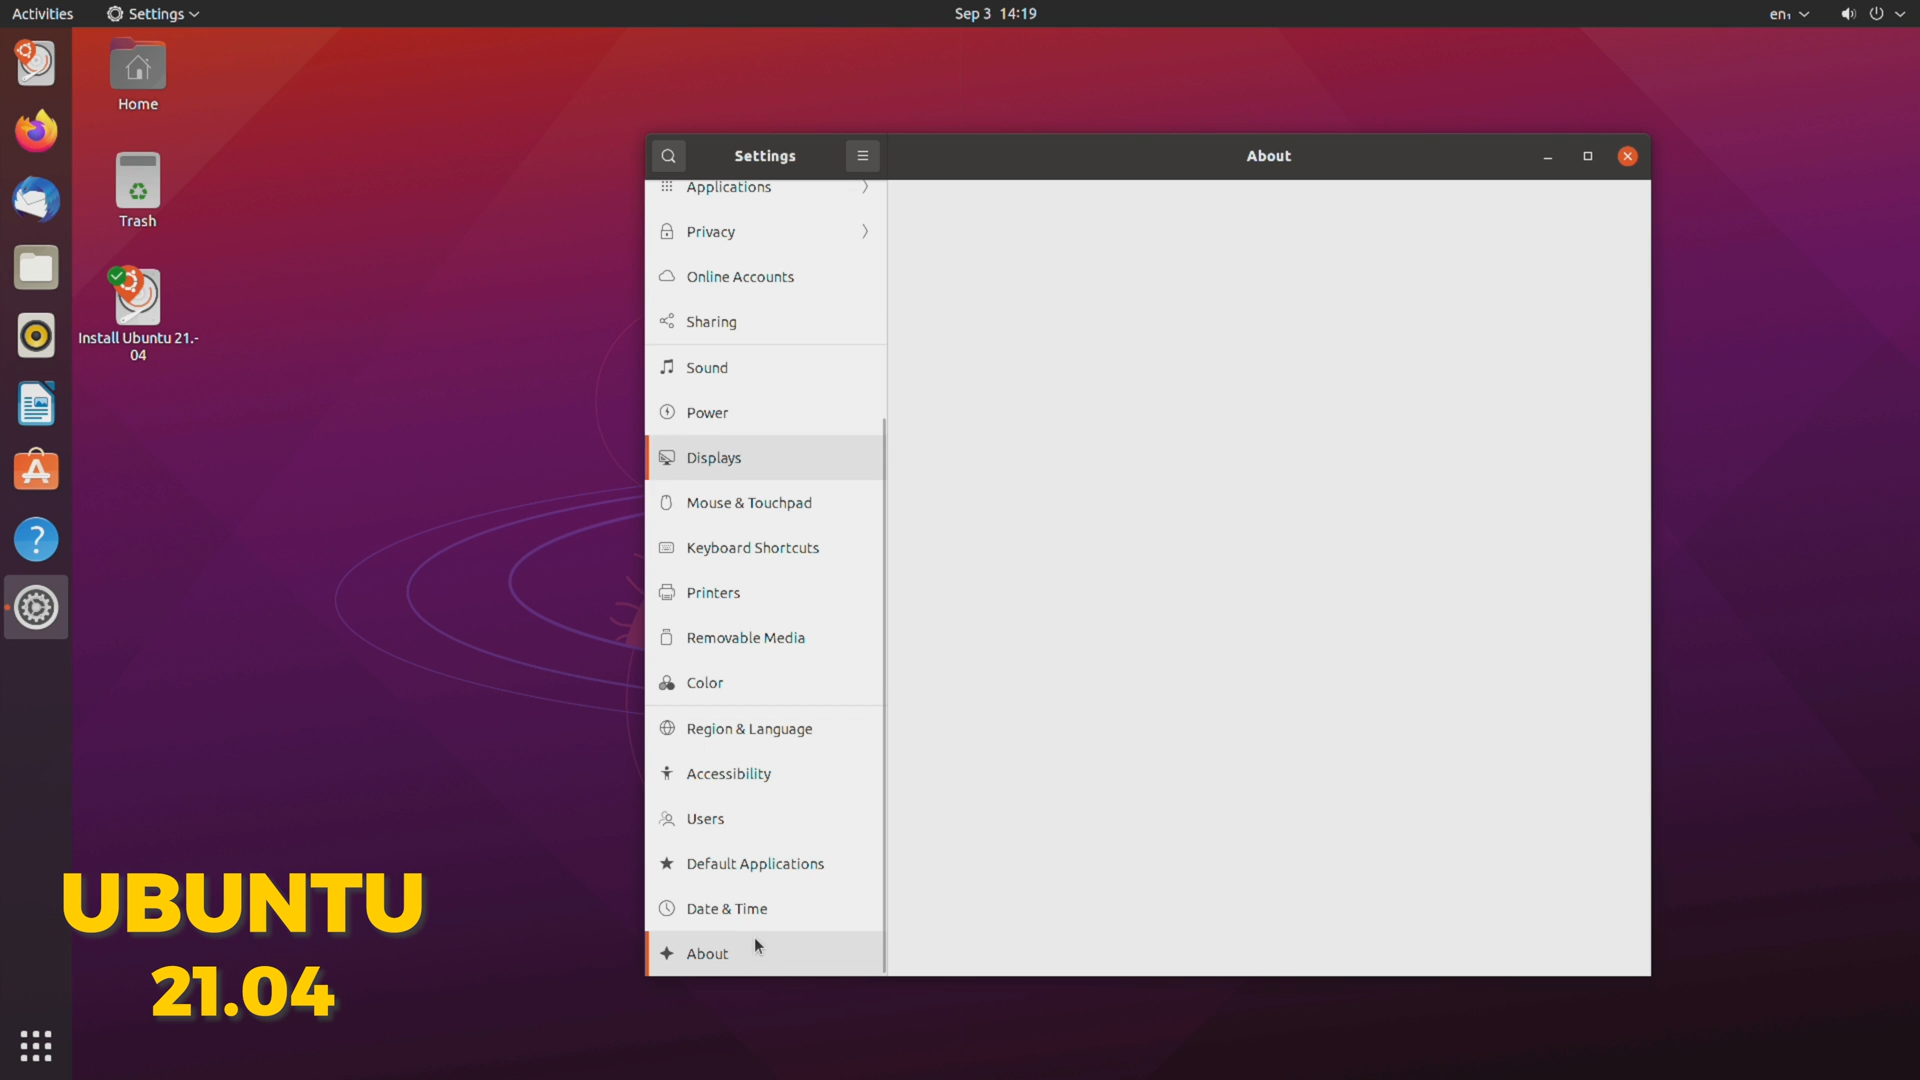 Activities
Settings
Sep 3 14:19
en₁
Home
Trash
Install Ubuntu 21.-
04
Settings
About
Applications
Privacy
Online Accounts
Sharing
Sound
Power
Displays
Mouse & Touchpad
Keyboard Shortcuts
Printers
Removable Media
Color
Region & Language
Accessibility
Users
Default Applications
Date & Time
About
UBUNTU
21.04